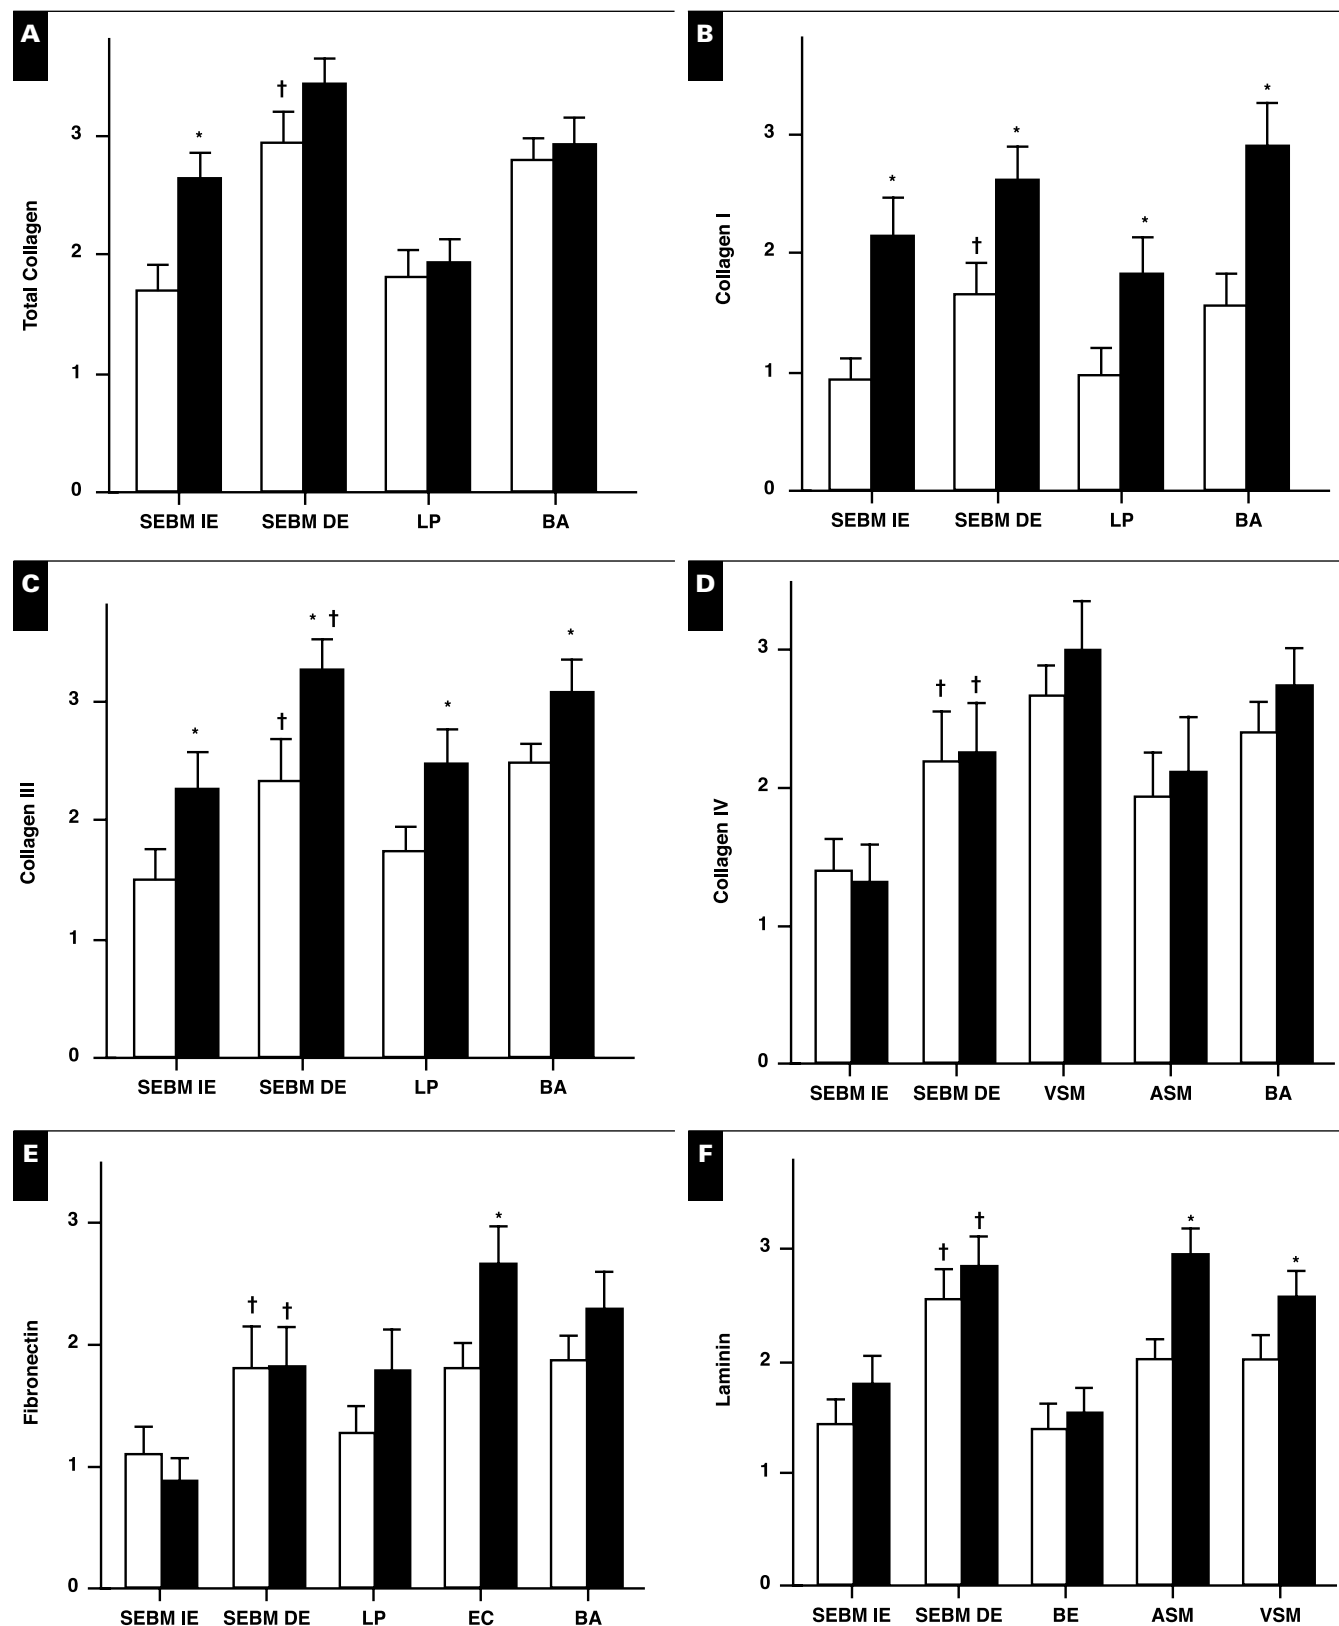 A
Total Collagen
3
2
1
0
†
*
SEBM IE
SEBM DE
LP
BA
B
Collagen I
3
2
1
0
*
†
*
*
*
SEBM IE
SEBM DE
LP
BA
C
Collagen III
3
2
1
0
*
†
* †
*
*
SEBM IE
SEBM DE
LP
BA
D
Collagen IV
3
2
1
0
†
†
SEBM IE
SEBM DE
VSM
ASM
BA
E
Fibronectin
3
2
1
0
†
†
*
SEBM IE
SEBM DE
LP
EC
BA
F
Laminin
3
2
1
0
†
†
*
*
SEBM IE
SEBM DE
BE
ASM
VSM